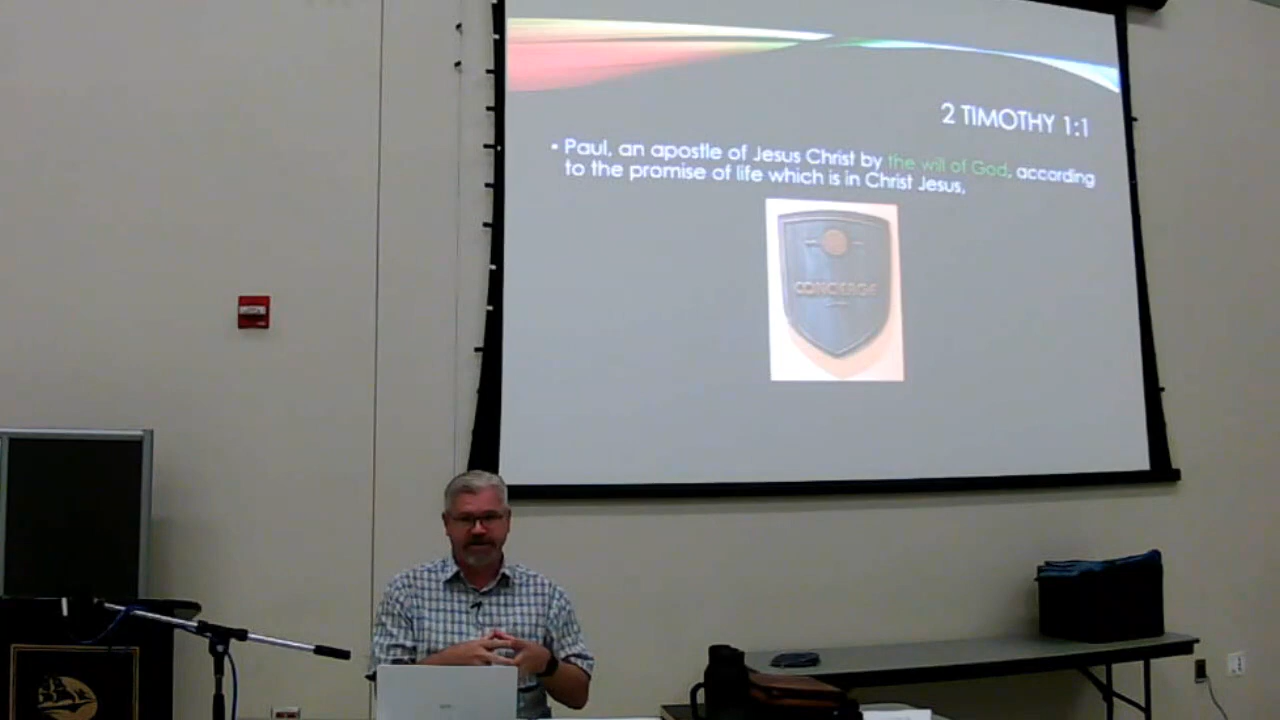 2 TIMOTHY 1:1
• Paul, an apostle of Jesus Christ by the will of God, according
to the promise of life which is in Christ Jesus,
CONCIERGE